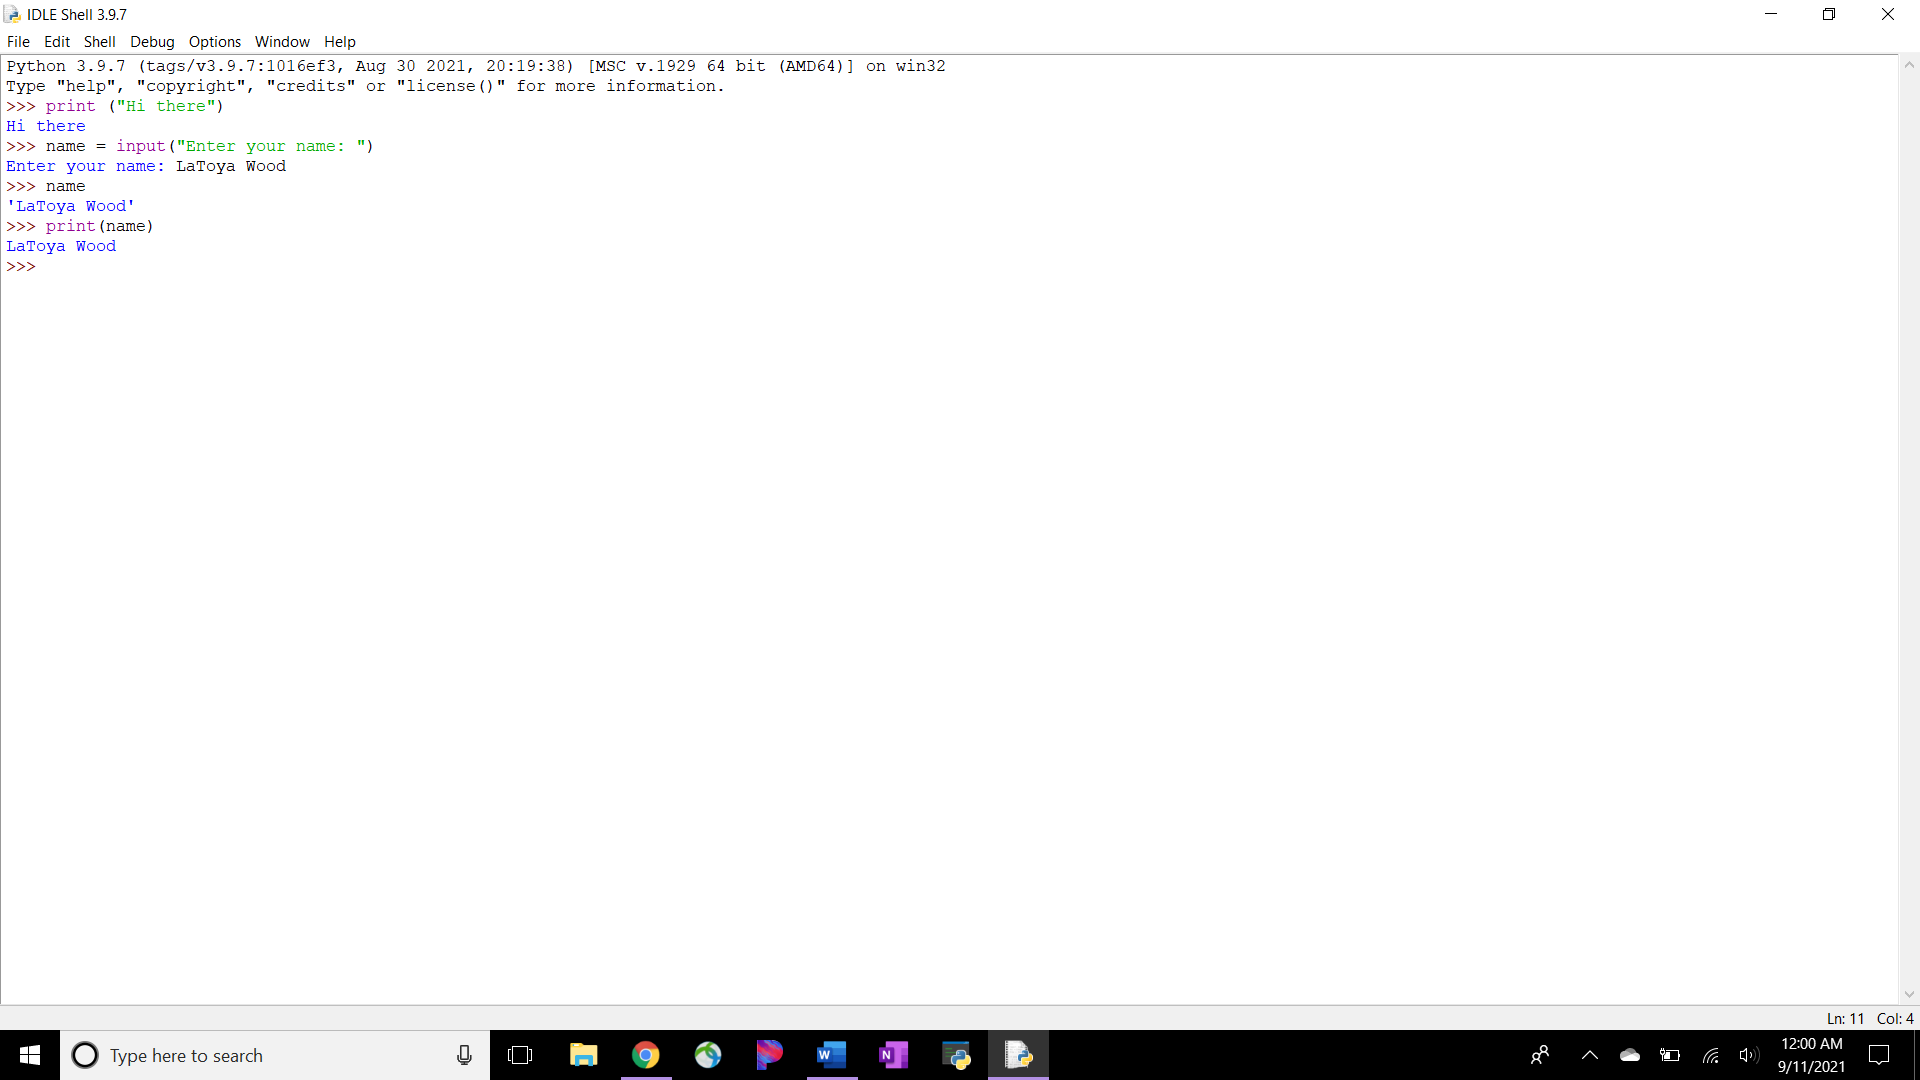 IDLE Shell 3.9.7
File Edit Shell Debug Options Window Help
Python 3.9.7 (tags/v3.9.7:1016ef3, Aug 30 2021, 20:19:38) [MSC v.1929 64 bit (AMD64)] on win32
Type "help", "copyright", "credits" or "license()" for more information.
>>> print ("Hi there")
Hi there
>>> name = input("Enter your name: ")
Enter your name: LaToya Wood
>>> name
'LaToya Wood'
>>> print(name)
LaToya Wood
>>>
Ln: 11 Col: 4
Type here to search
W
N
12:00 AM
9/11/2021